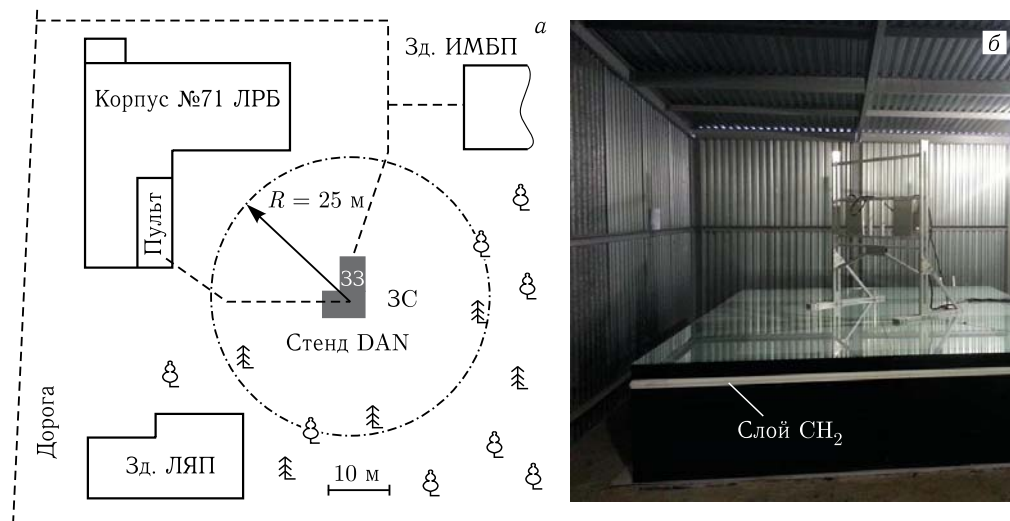 а
Зд. ИМБП
Корпус №71 ЛРБ
Пульт
R = 25 м
ЗЗ
ЗС
Стенд DAN
Дорога
Зд. ЛЯП
10 м
б
Слой CH₂